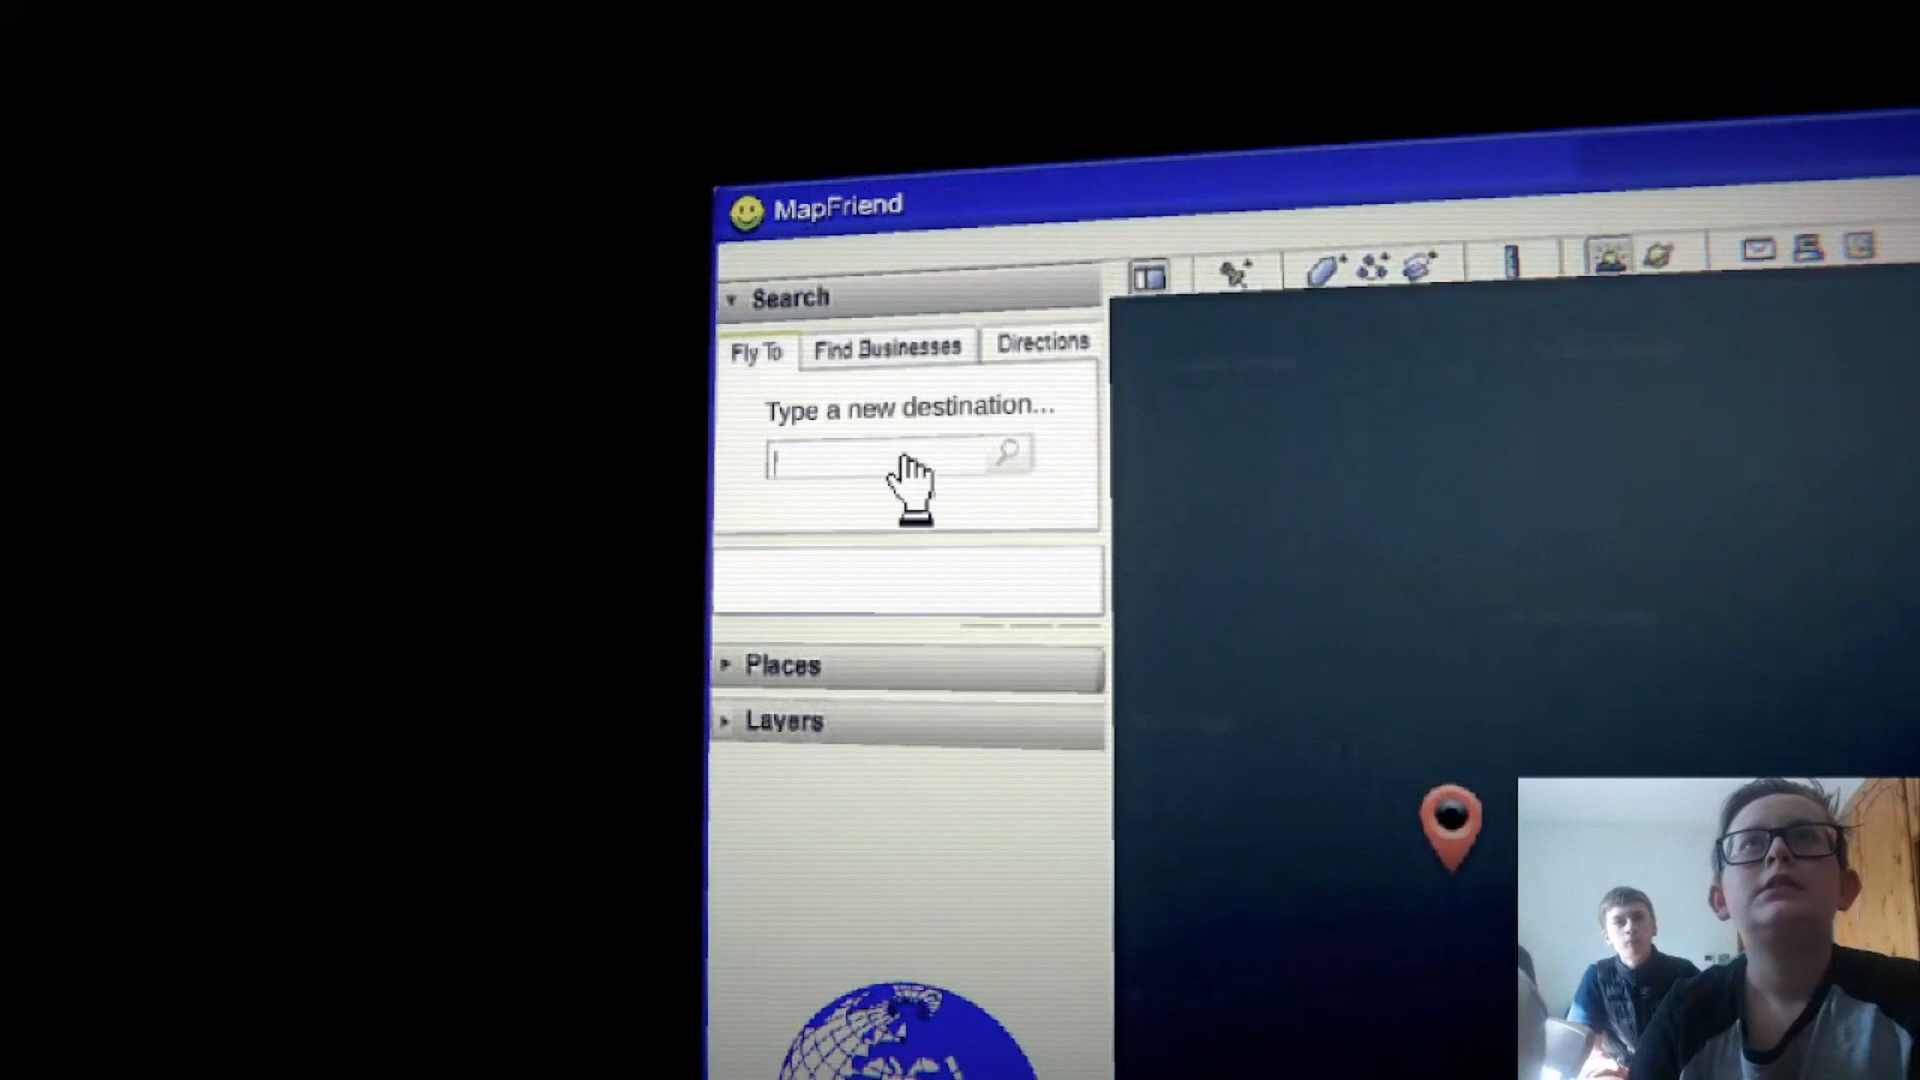 MapFriend
Search
Fly To
Find Businesses
Directions
Type a new destination...
Places
Layers